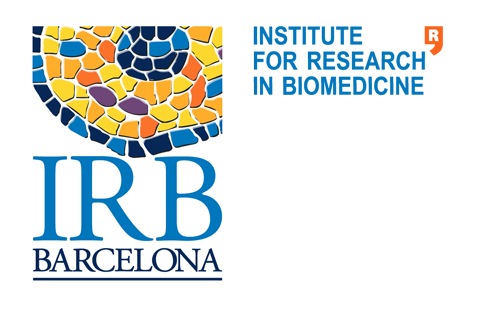 INSTITUTE
FOR RESEARCH
IN BIOMEDICINE
R
IRB
BARCELONA